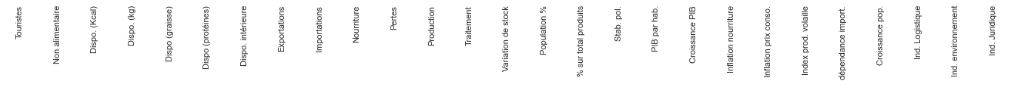 Touristes
Non alimentaire
Dispo. (Kcal)
Dispo. (kg)
Dispo (graisse)
Dispo (protéines)
Dispo. intérieure
Exportations
Importations
Nourriture
Pertes
Production
Traitement
Variation de stock
Population %
% sur total produits
Stab. pol.
PIB par hab.
Croissance PIB
Inflation nourriture
Inflation prix conso.
Index prod. volaille
dépendance import.
Croissance pop.
Ind. Logistique
Ind. environnement
Ind. Juridique